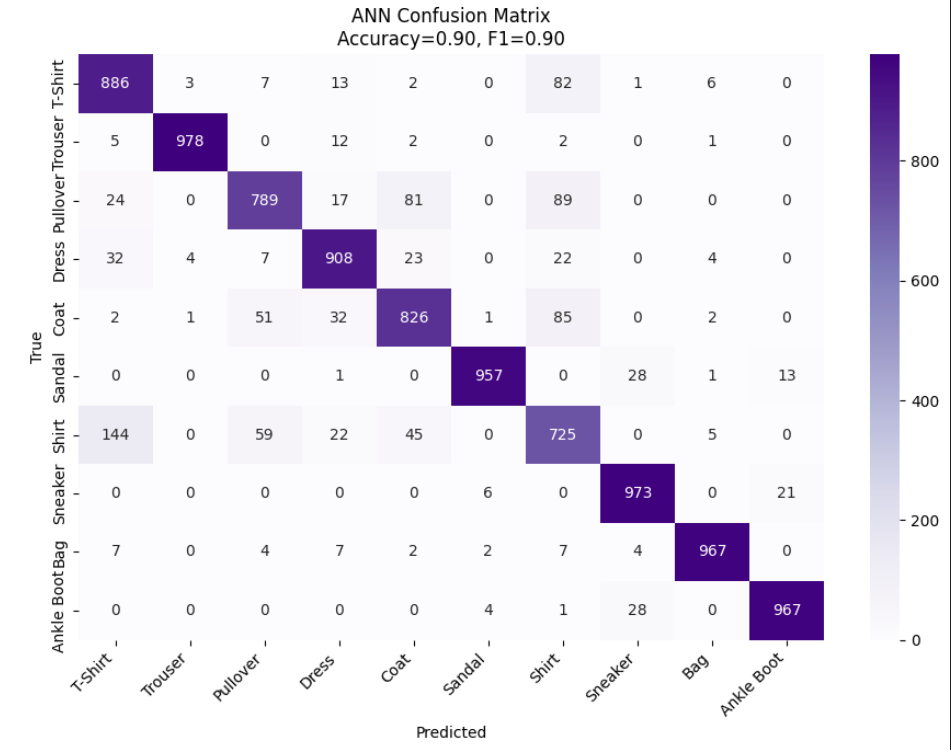 ANN Confusion Matrix
Accuracy=0.90, F1=0.90
T-Shirt 886 3 7 13 2 0 82 1 6 0
Trouser 5 978 0 12 2 0 2 0 1 0
Pullover 24 0 789 17 81 0 89 0 0 0
Dress 32 4 7 908 23 0 22 0 4 0
Coat 2 1 51 32 826 1 85 0 2 0
Sandal 0 0 0 1 0 957 0 28 1 13
Shirt 144 0 59 22 45 0 725 0 5 0
Sneaker 0 0 0 0 0 6 0 973 0 21
Bag 7 0 4 7 2 2 7 4 967 0
Ankle Boot 0 0 0 0 0 4 1 28 0 967
True
T-Shirt Trouser Pullover Dress Coat Sandal Shirt Sneaker Bag Ankle Boot
Predicted
800
600
400
200
0